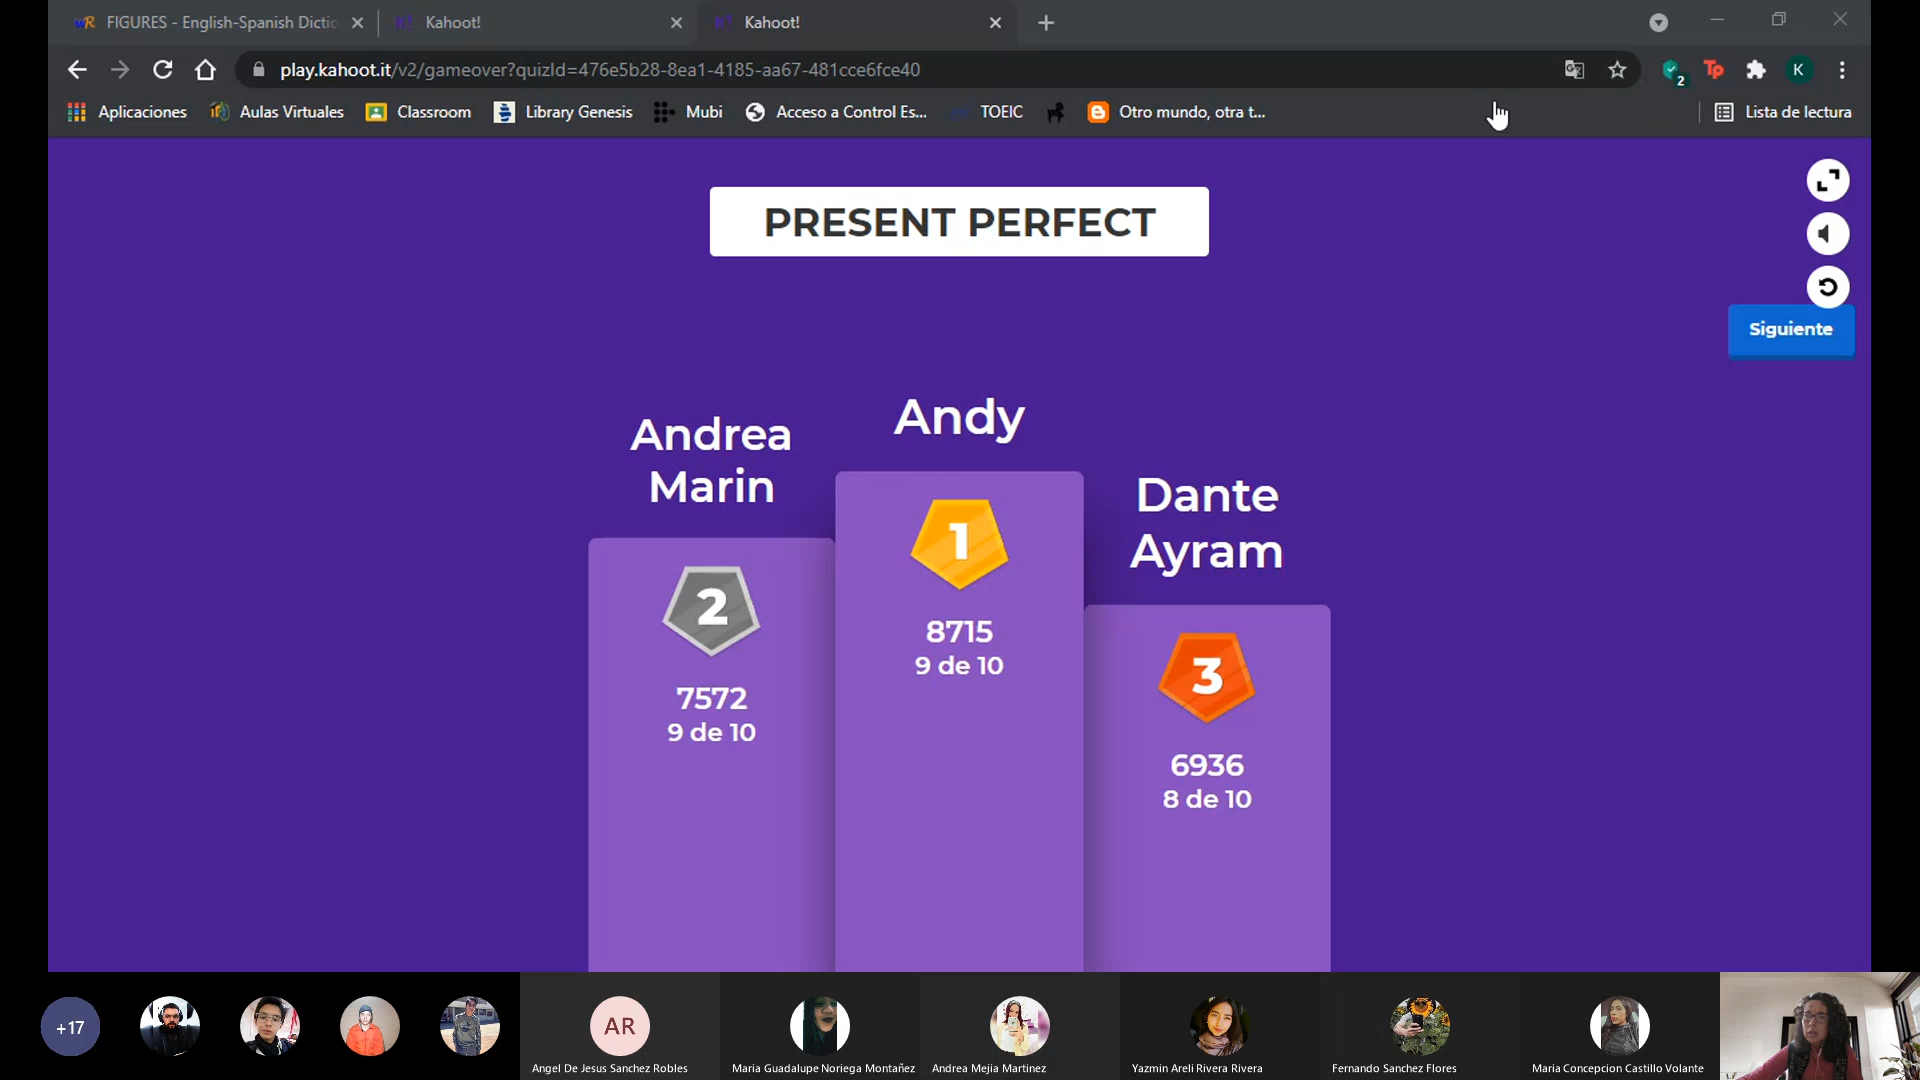 FIGURES - English-Spanish Dictio
Kahoot!
Kahoot!
play.kahoot.it/v2/gameover?quizId=476e5b28-8ea1-4185-aa67-481cce6fce40
2
Tp
K
Aplicaciones
Aulas Virtuales
Classroom
Library Genesis
Mubi
Acceso a Control Es...
TOEIC
Otro mundo, otra t...
Lista de lectura
PRESENT PERFECT
Siguiente
Andy
Andrea
Marin
Dante
Ayram
1
8715
9 de 10
2
7572
9 de 10
3
6936
8 de 10
+17
AR
Angel De Jesus Sanchez Robles
Maria Guadalupe Noriega Montañez
Andrea Mejia Martinez
Yazmin Areli Rivera Rivera
Fernando Sanchez Flores
Maria Concepcion Castillo Volante